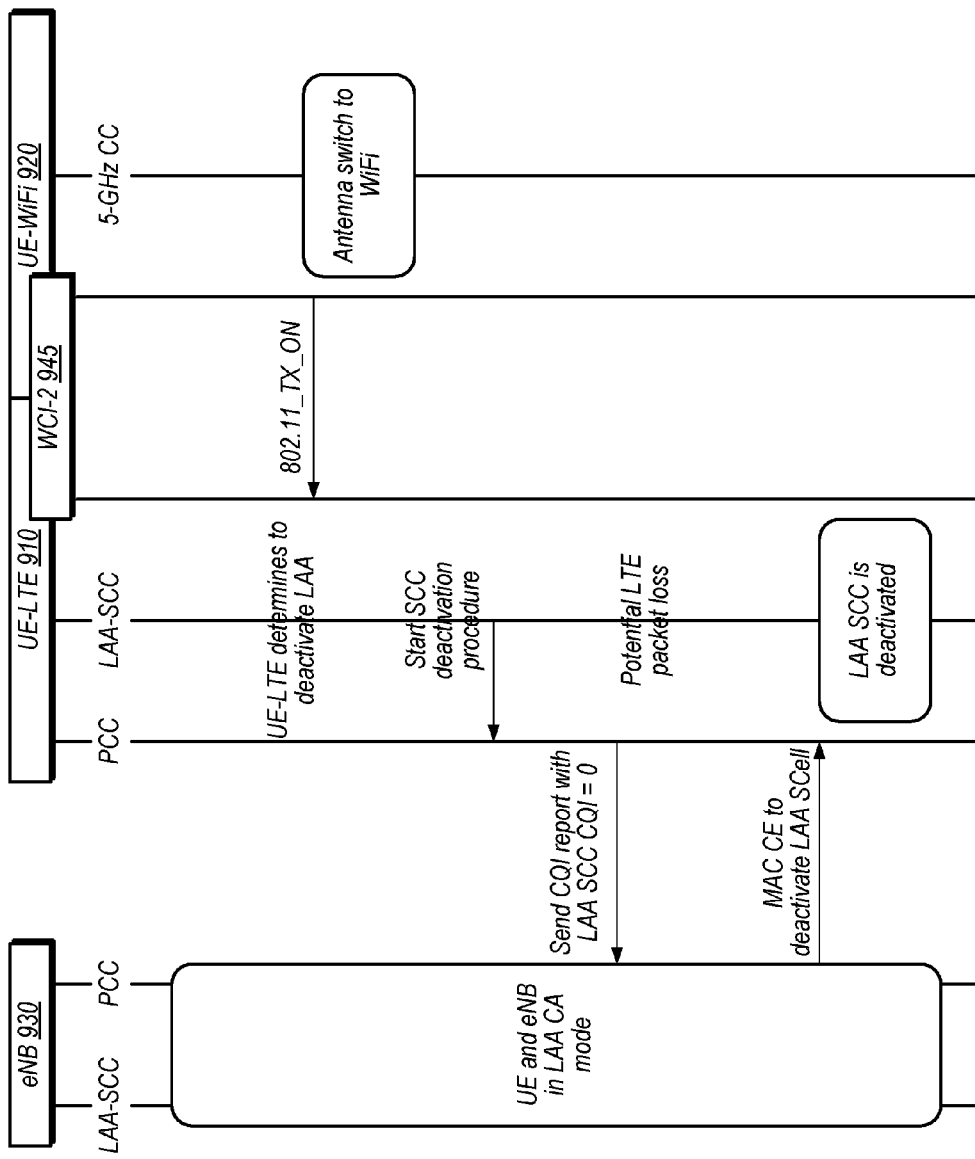 eNB 930
UE-LTE 910
WCI-2 945
UE-WiFi 920
LAA-SCC
PCC
PCC
LAA-SCC
5-GHz CC
UE and eNB
in LAA CA
mode
UE-LTE determines to
deactivate LAA
802.11_TX_ON
Antenna switch to
WiFi
Start SCC
deactivation
procedure
Send CQI report with
LAA SCC CQI = 0
Potential LTE
packet loss
MAC CE to
deactivate LAA SCell
LAA SCC is
deactivated